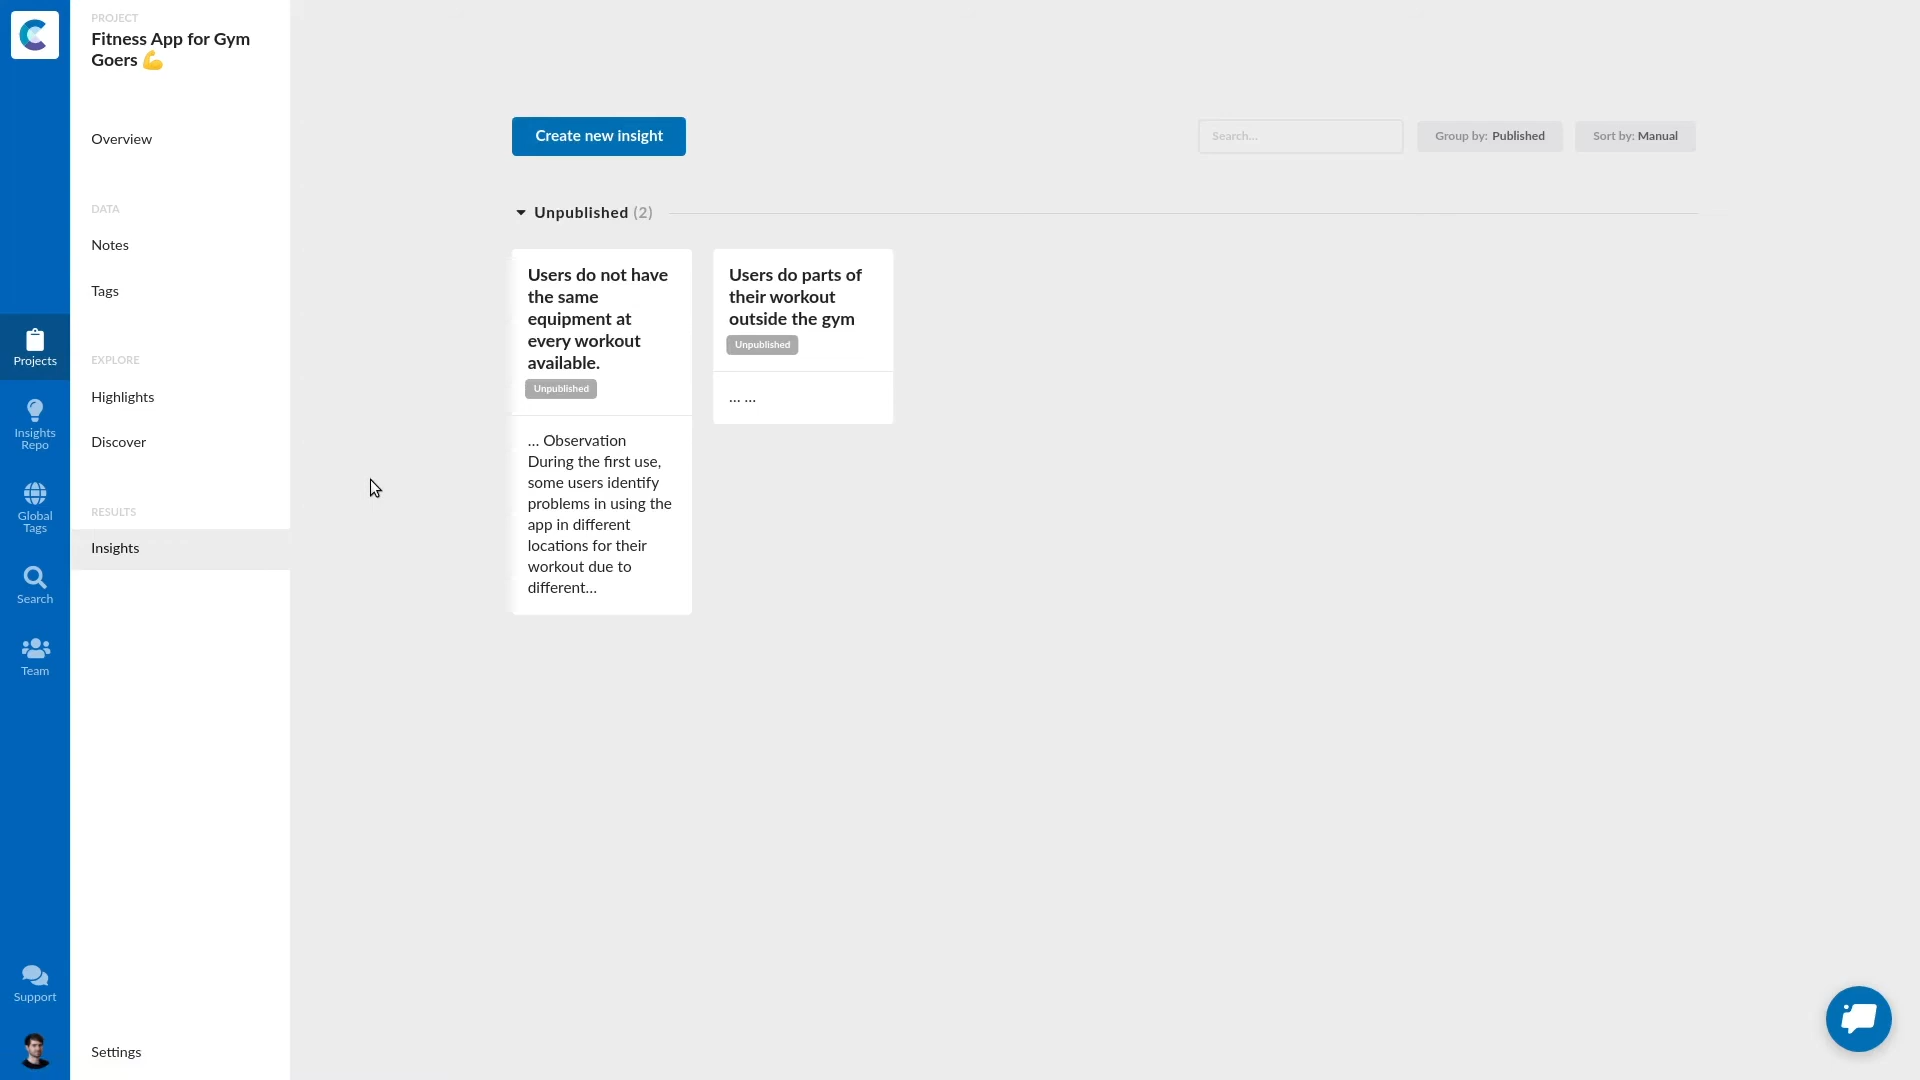 PROJECT
Fitness App for Gym
Goers 💪
Overview
DATA
Notes
Tags
EXPLORE
Highlights
Discover
RESULTS
Insights
Settings
Projects
Insights
Repo
Global
Tags
Search
Team
Support
Create new insight
Search...
Group by: Published
Sort by: Manual
Unpublished (2)
Users do not have
the same
equipment at
every workout
available.
Unpublished
... Observation
During the first use,
some users identify
problems in using the
app in different
locations for their
workout due to
different...
Users do parts of
their workout
outside the gym
Unpublished
... ...